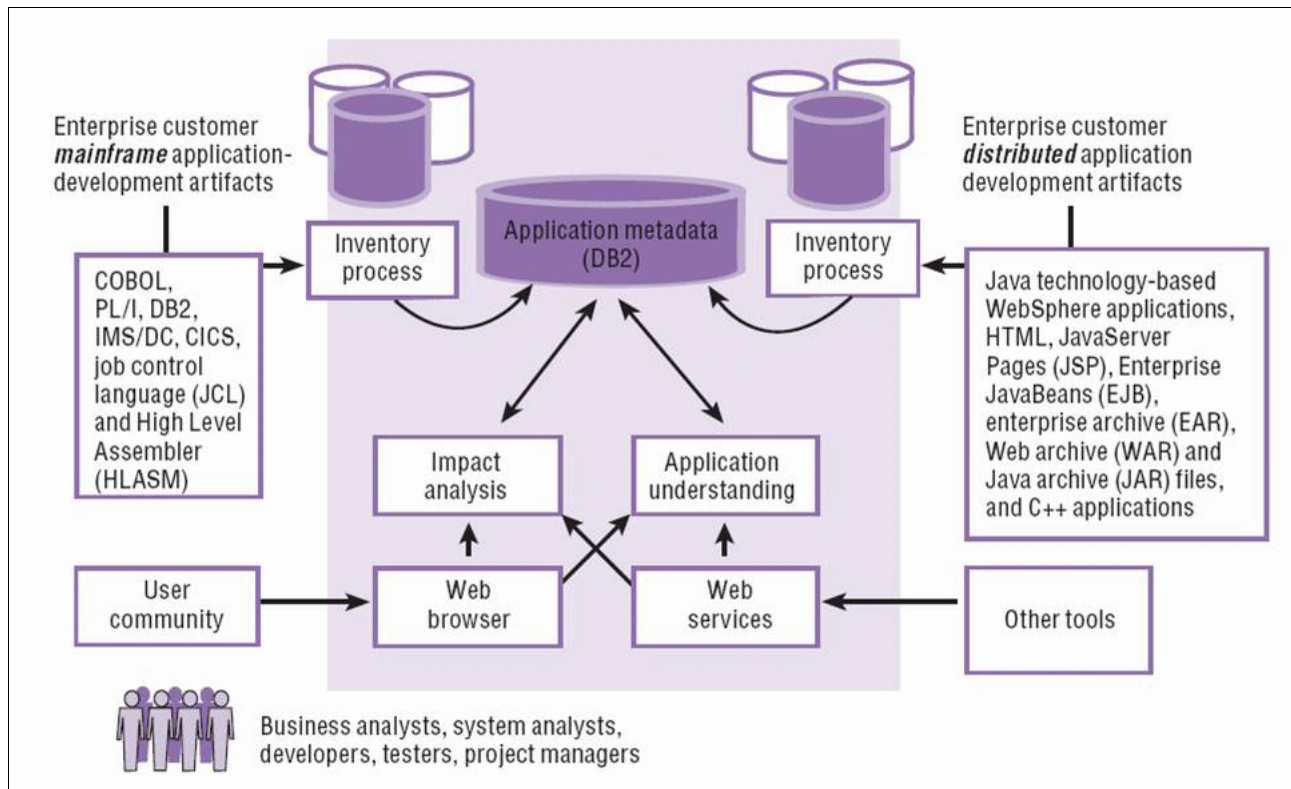 Enterprise customer
mainframe application-
development artifacts
Enterprise customer
distributed application
development artifacts
Application metadata
(DB2)
Inventory
process
Inventory
process
COBOL,
PL/I, DB2,
IMS/DC, CICS,
job control
language (JCL)
and High Level
Assembler
(HLASM)
Java technology-based
WebSphere applications,
HTML, JavaServer
Pages (JSP), Enterprise
JavaBeans (EJB),
enterprise archive (EAR),
Web archive (WAR) and
Java archive (JAR) files,
and C++ applications
Impact
analysis
Application
understanding
User
community
Web
browser
Web
services
Other tools
Business analysts, system analysts,
developers, testers, project managers